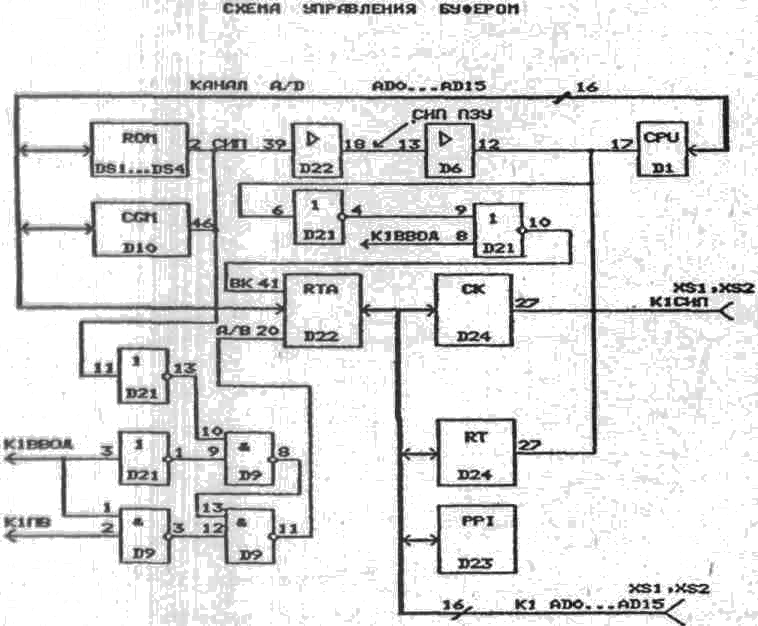 СХЕМА УПРАВЛЕНИЯ БУФЕРОМ
КАНАЛ A/D AD0...AD15 16
СИП ПЗУ
ROM 2 СИП 39 18 13 12 17 CPU
DS1...DS4 D22 D6 D1
1
CGM 46 6 4 9 1 10
D10 D21 К1ВВОД 8 D21
ВК 41 RTA CK XS1,XS2
27 К1СИП
A/B 20 D22 D24
1
11 13
D21
10
К1ВВОД 3 1 1 9 & 8 RT 27
D21 D9 D24
1 13
2 & 3 12 & 11 PPI
К1ПВ
D9 D9 D23
XS1,XS2
16 К1 AD0...AD15